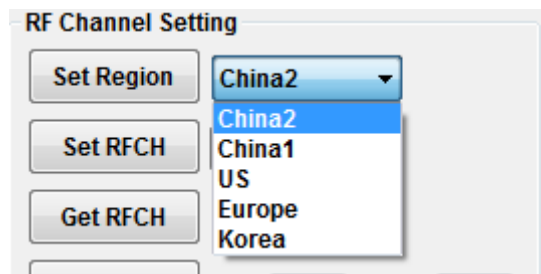 RF Channel Setting
Set Region China2
China2
Set RFCH China1
US
Get RFCH Europe
Korea